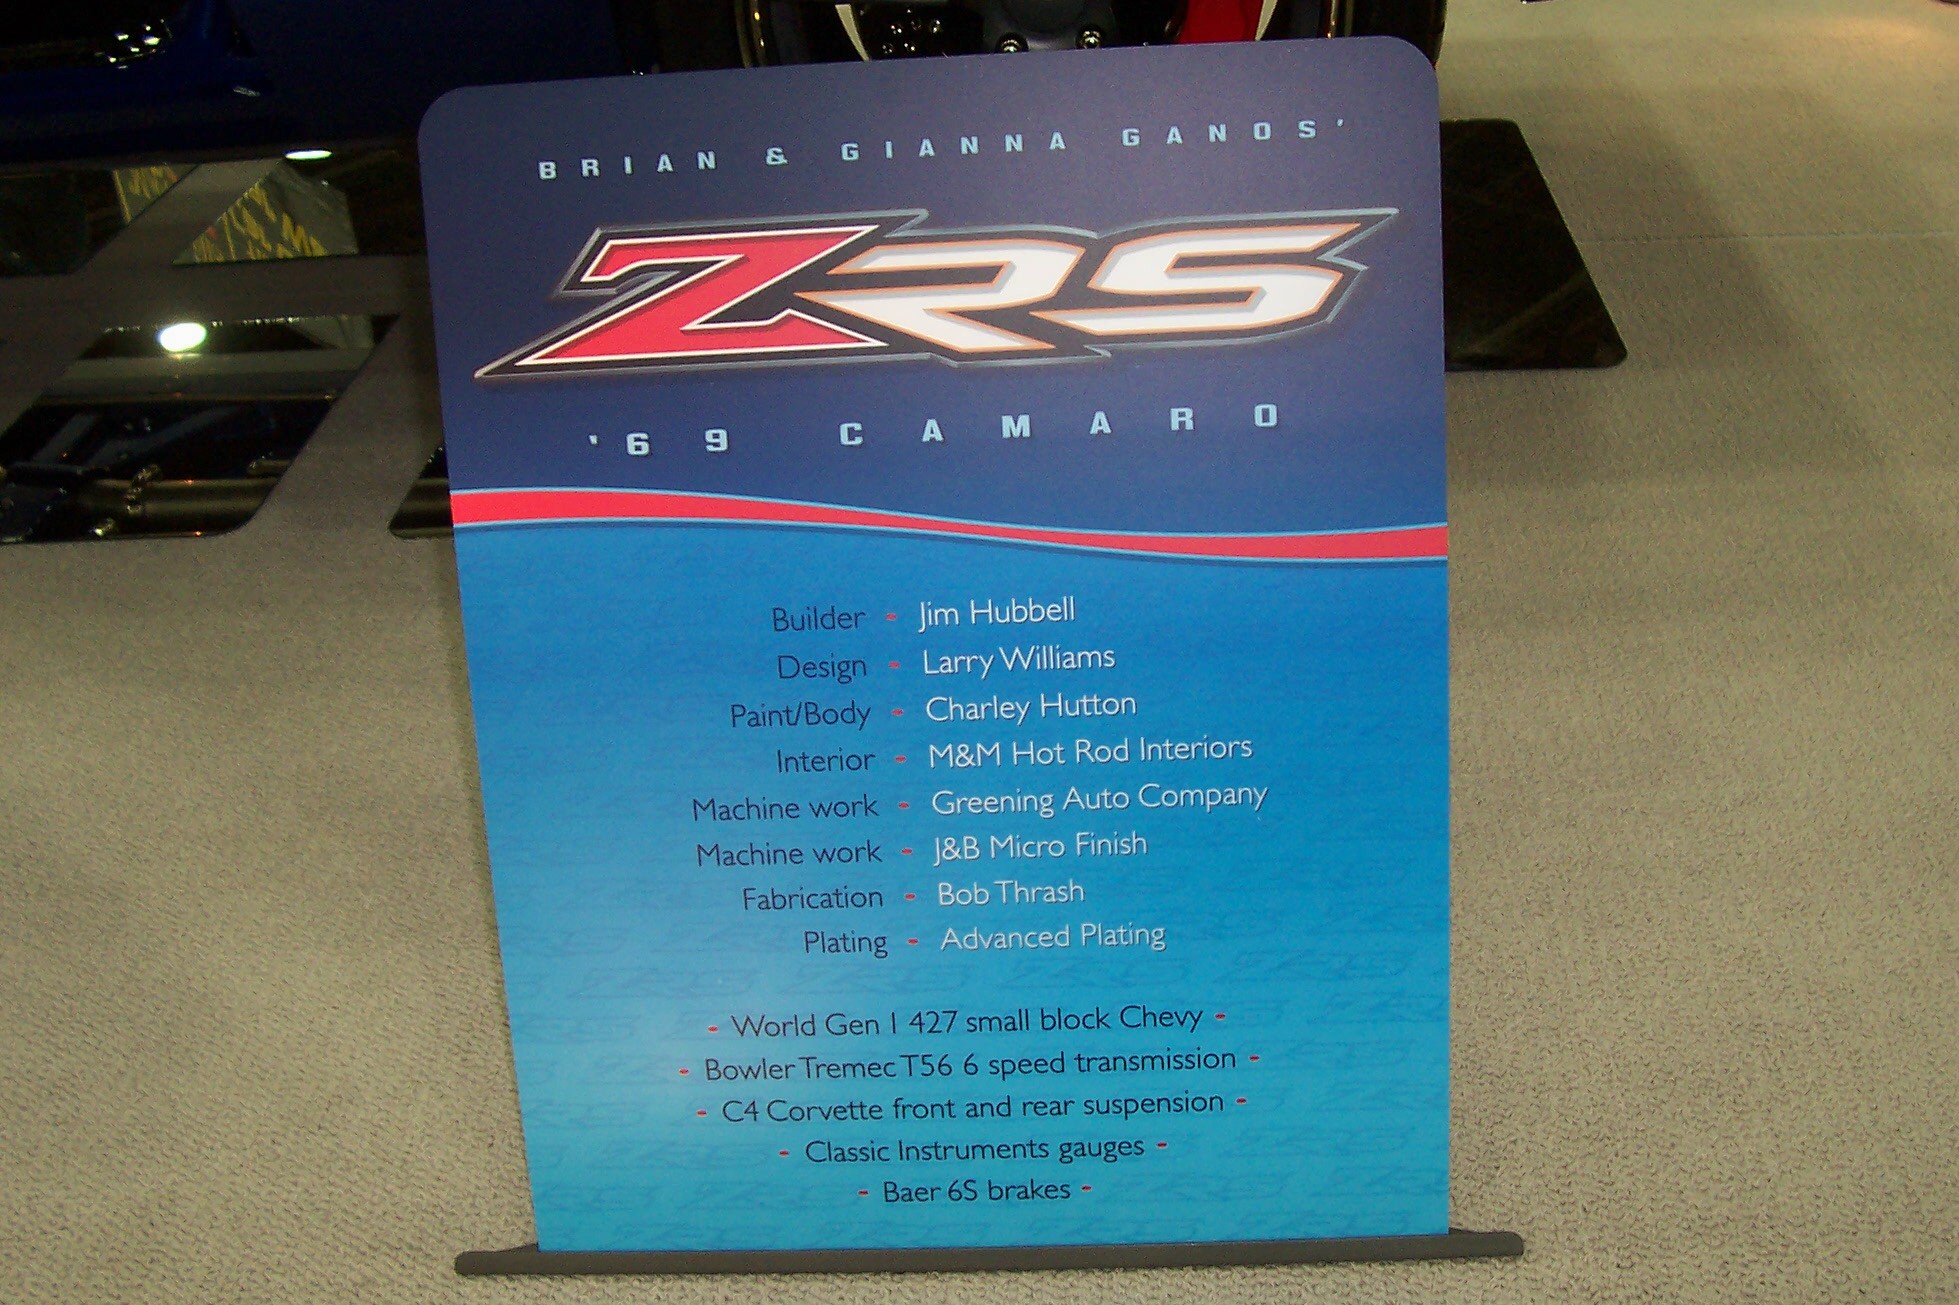 BRIAN & GIANNA GANOS'
ZRS
'69 CAMARO
Builder - Jim Hubbell
Design - Larry Williams
Paint/Body - Charley Hutton
Interior - M&M Hot Rod Interiors
Machine work - Greening Auto Company
Machine work - J&B Micro Finish
Fabrication - Bob Thrash
Plating - Advanced Plating
- World Gen I 427 small block Chevy -
- Bowler Tremec T56 6 speed transmission -
- C4 Corvette front and rear suspension -
- Classic Instruments gauges -
- Baer 6S brakes -